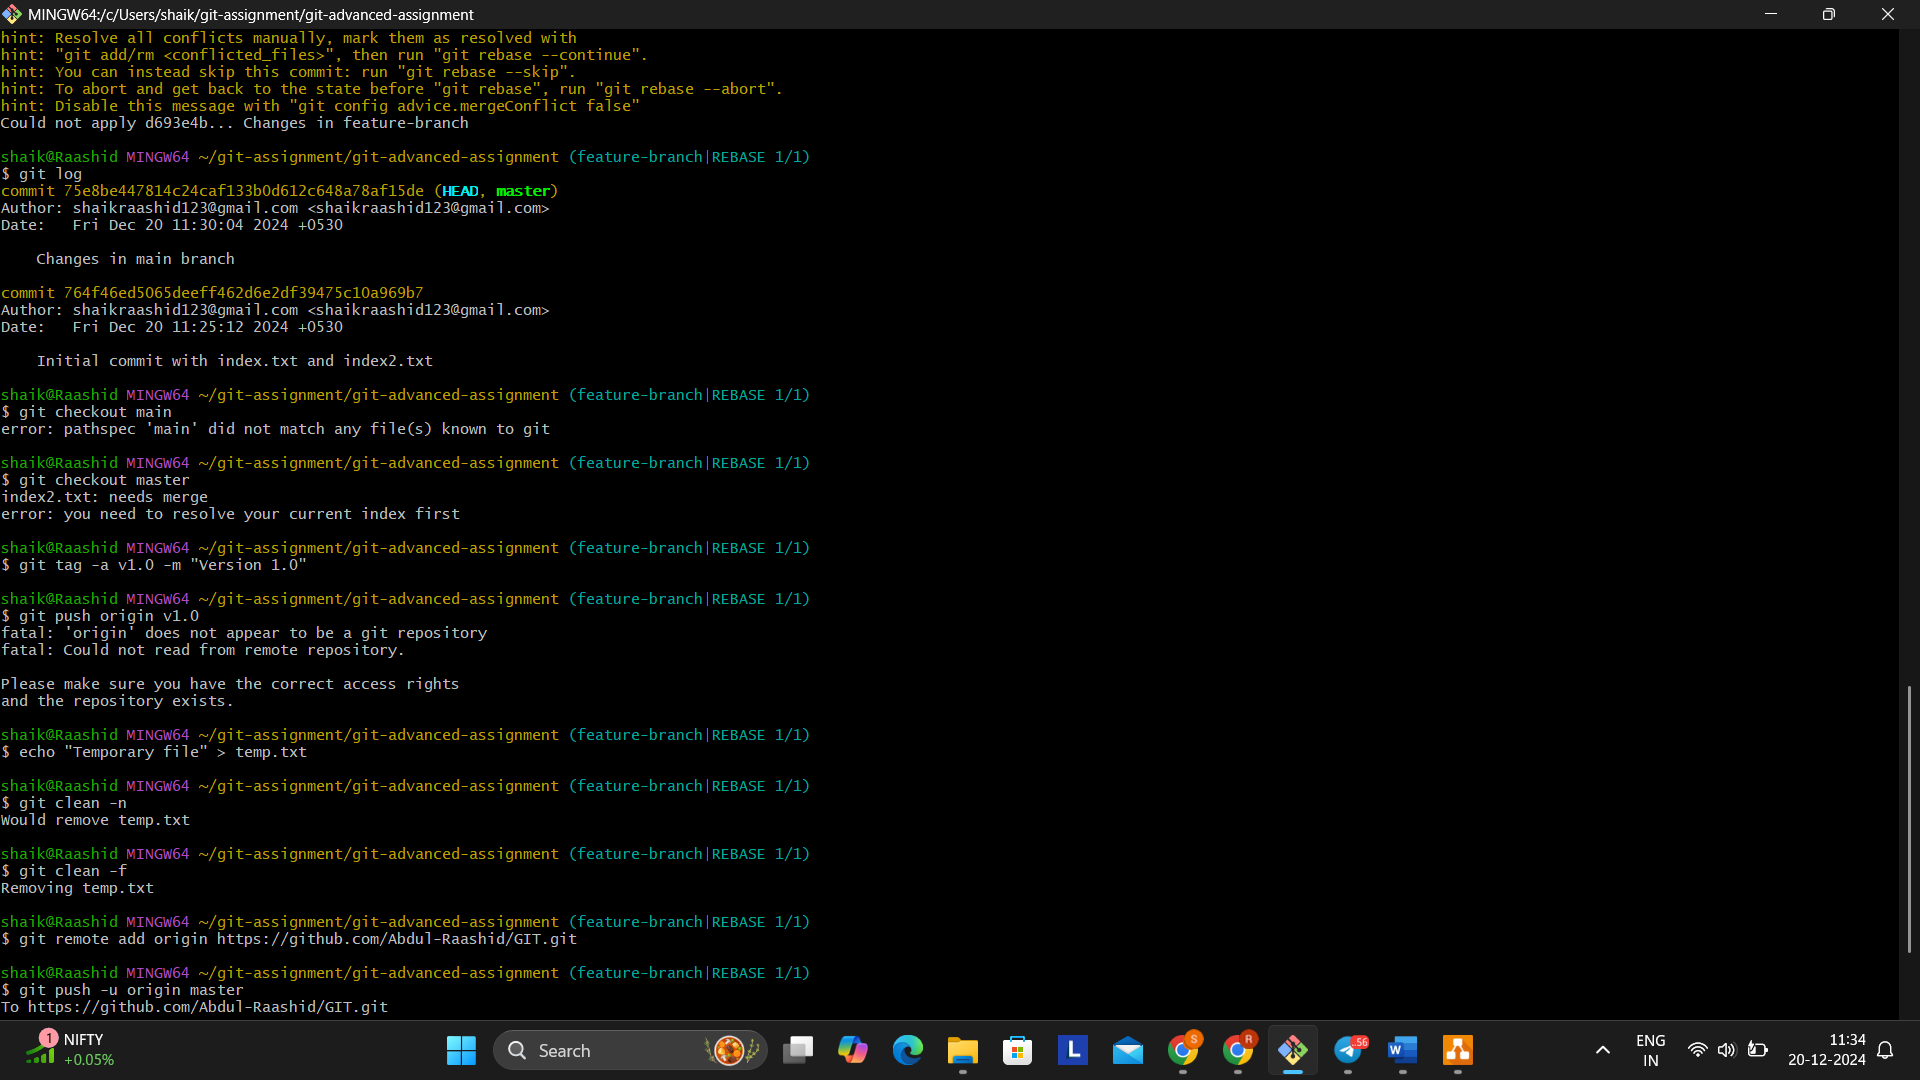 MINGW64:/c/Users/shaik/git-assignment/git-advanced-assignment
hint: Resolve all conflicts manually, mark them as resolved with
hint: "git add/rm <conflicted_files>", then run "git rebase --continue".
hint: You can instead skip this commit: run "git rebase --skip".
hint: To abort and get back to the state before "git rebase", run "git rebase --abort".
hint: Disable this message with "git config advice.mergeConflict false"
Could not apply d693e4b... Changes in feature-branch
shaik@Raashid MINGW64 ~/git-assignment/git-advanced-assignment (feature-branch|REBASE 1/1)
$ git log
commit 75e8be447814c24caf133b0d612c648a78af15de (HEAD, master)
Author: shaikraashid123@gmail.com <shaikraashid123@gmail.com>
Date:   Fri Dec 20 11:30:04 2024 +0530
    Changes in main branch
commit 764f46ed5065deeff462d6e2df39475c10a969b7
Author: shaikraashid123@gmail.com <shaikraashid123@gmail.com>
Date:   Fri Dec 20 11:25:12 2024 +0530
    Initial commit with index.txt and index2.txt
shaik@Raashid MINGW64 ~/git-assignment/git-advanced-assignment (feature-branch|REBASE 1/1)
$ git checkout main
error: pathspec 'main' did not match any file(s) known to git
shaik@Raashid MINGW64 ~/git-assignment/git-advanced-assignment (feature-branch|REBASE 1/1)
$ git checkout master
index2.txt: needs merge
error: you need to resolve your current index first
shaik@Raashid MINGW64 ~/git-assignment/git-advanced-assignment (feature-branch|REBASE 1/1)
$ git tag -a v1.0 -m "Version 1.0"
shaik@Raashid MINGW64 ~/git-assignment/git-advanced-assignment (feature-branch|REBASE 1/1)
$ git push origin v1.0
fatal: 'origin' does not appear to be a git repository
fatal: Could not read from remote repository.
Please make sure you have the correct access rights
and the repository exists.
shaik@Raashid MINGW64 ~/git-assignment/git-advanced-assignment (feature-branch|REBASE 1/1)
$ echo "Temporary file" > temp.txt
shaik@Raashid MINGW64 ~/git-assignment/git-advanced-assignment (feature-branch|REBASE 1/1)
$ git clean -n
Would remove temp.txt
shaik@Raashid MINGW64 ~/git-assignment/git-advanced-assignment (feature-branch|REBASE 1/1)
$ git clean -f
Removing temp.txt
shaik@Raashid MINGW64 ~/git-assignment/git-advanced-assignment (feature-branch|REBASE 1/1)
$ git remote add origin https://github.com/Abdul-Raashid/GIT.git
shaik@Raashid MINGW64 ~/git-assignment/git-advanced-assignment (feature-branch|REBASE 1/1)
$ git push -u origin master
To https://github.com/Abdul-Raashid/GIT.git
1 NIFTY
+0.05%
Search
L
S
R
56
W
ENG
IN
11:34
20-12-2024